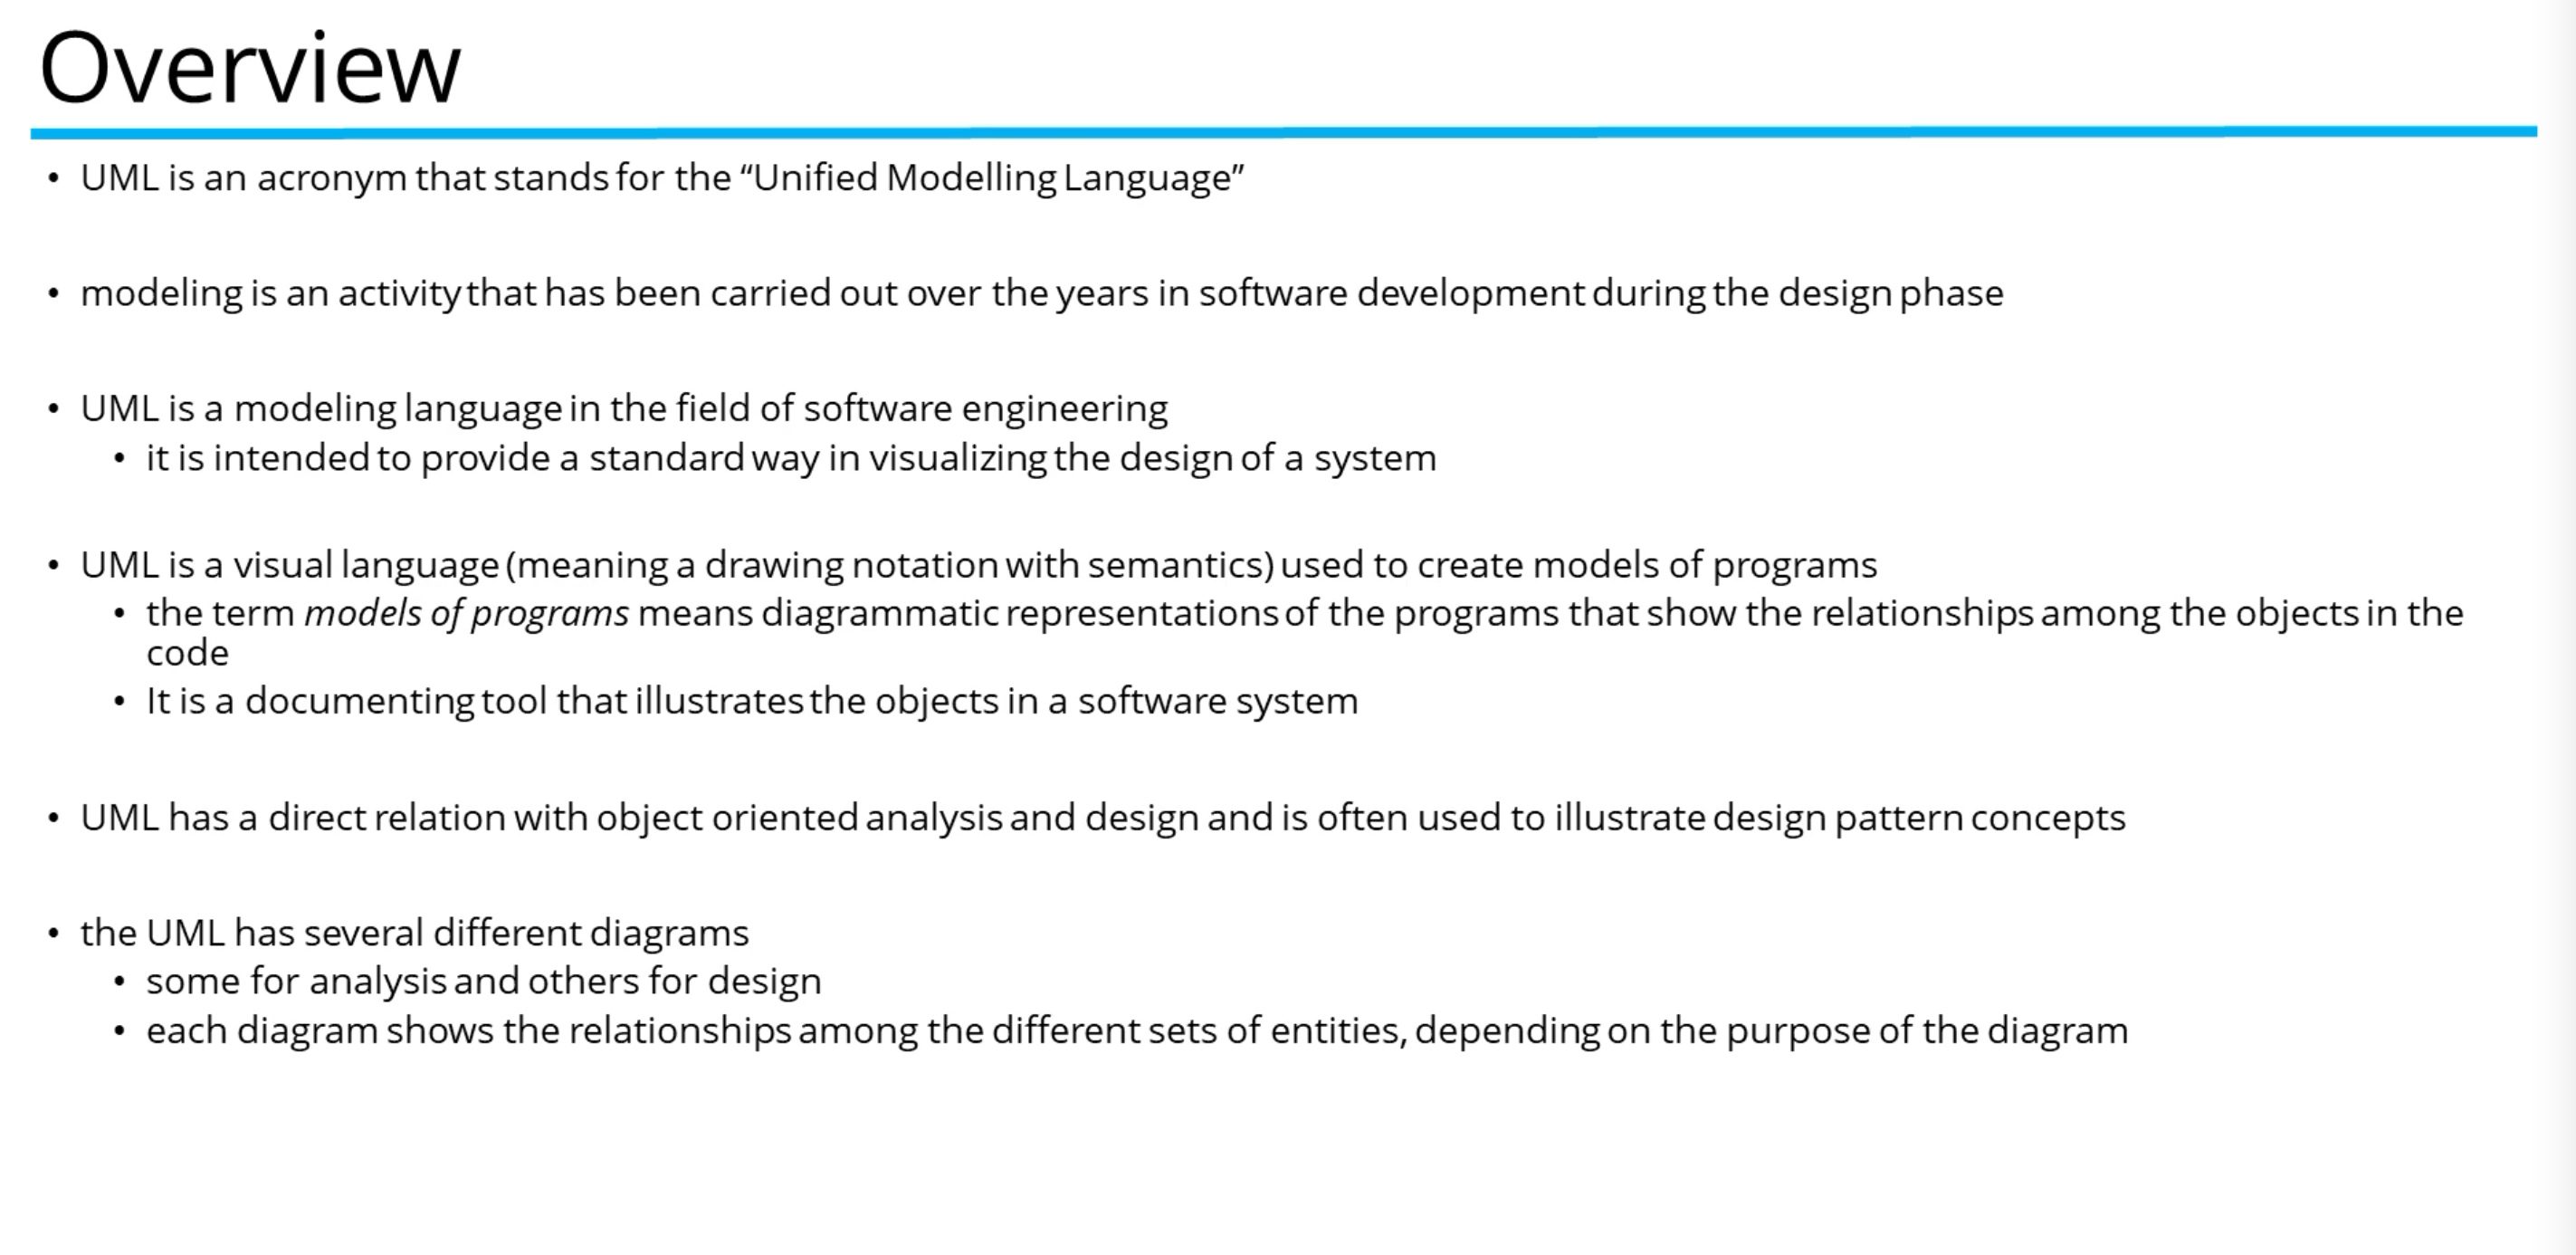 Overview
• UML is an acronym that stands for the “Unified Modelling Language”
• modeling is an activity that has been carried out over the years in software development during the design phase
• UML is a modeling language in the field of software engineering
• it is intended to provide a standard way in visualizing the design of a system
• UML is a visual language (meaning a drawing notation with semantics) used to create models of programs
• the term models of programs means diagrammatic representations of the programs that show the relationships among the objects in the
code
• It is a documenting tool that illustrates the objects in a software system
• UML has a direct relation with object oriented analysis and design and is often used to illustrate design pattern concepts
• the UML has several different diagrams
• some for analysis and others for design
• each diagram shows the relationships among the different sets of entities, depending on the purpose of the diagram